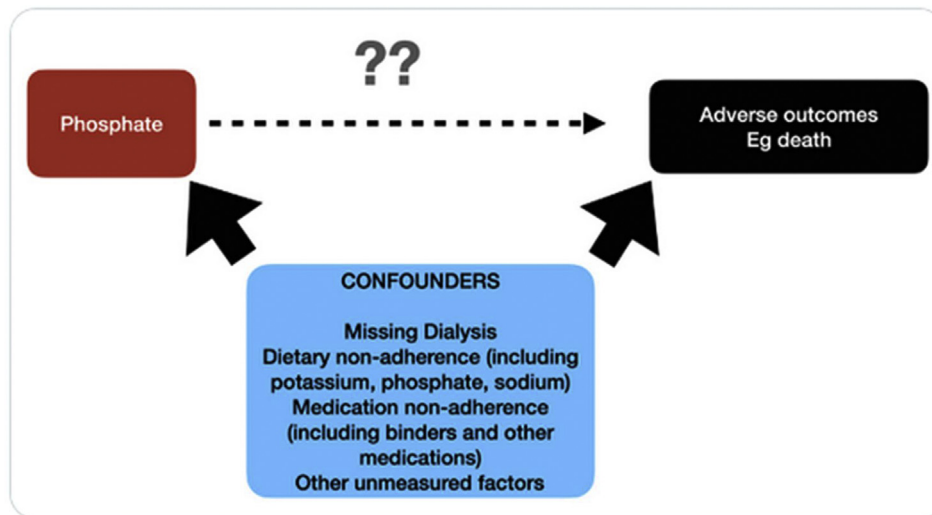 ??
Phosphate
Adverse outcomes
Eg death
CONFOUNDERS
Missing Dialysis
Dietary non-adherence (including
potassium, phosphate, sodium)
Medication non-adherence
(including binders and other
medications)
Other unmeasured factors